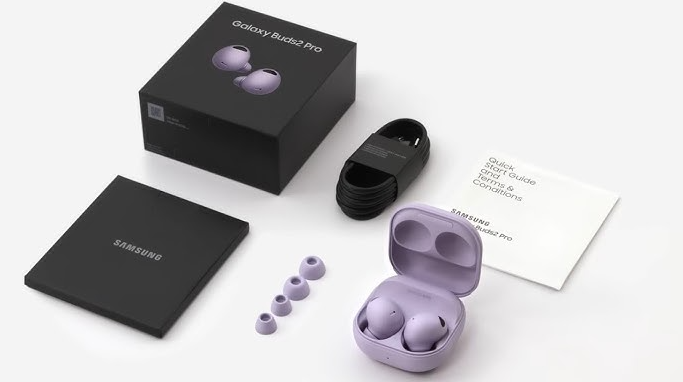 Galaxy Buds2 Pro
SAMSUNG
Quick
Start Guide
and
Terms &
Conditions
SAMSUNG
Buds2 Pro